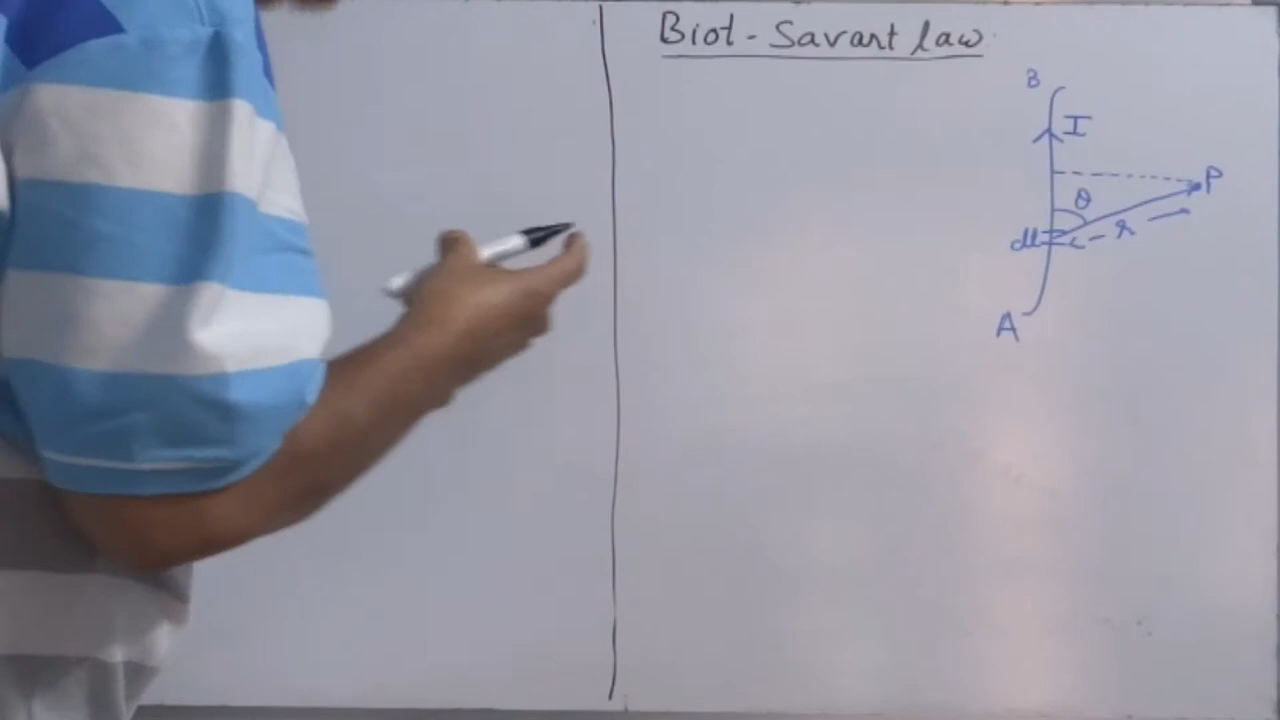 Biot - Savart law
B
I
P
θ
dl
r
A